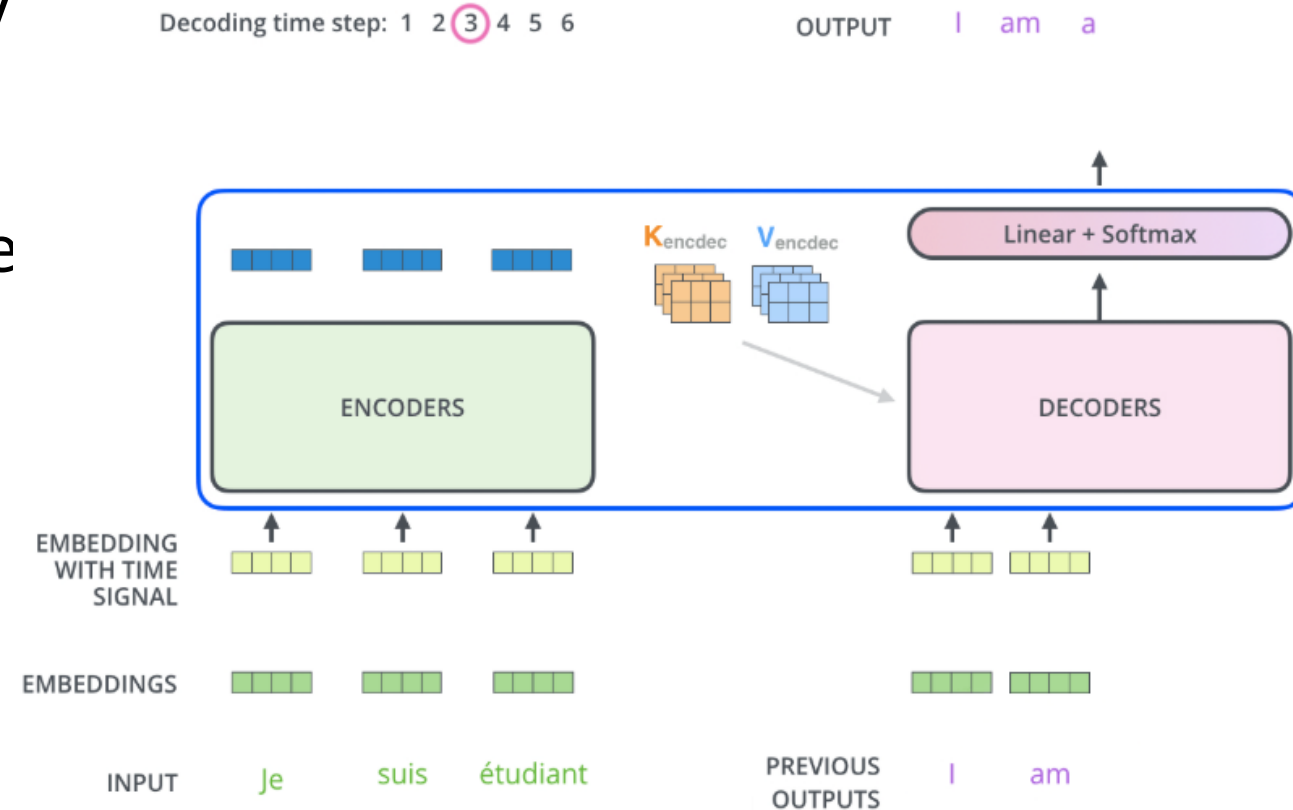 Decoding time step: 1 2 3 4 5 6
OUTPUT I am a
e
Kencdec Vencdec
Linear + Softmax
ENCODERS
DECODERS
EMBEDDING
WITH TIME
SIGNAL
EMBEDDINGS
INPUT Je suis étudiant
PREVIOUS
OUTPUTS
I am